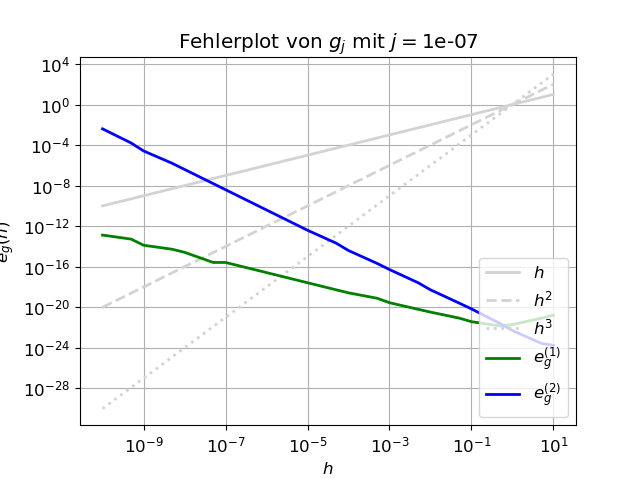 Fehlerplot von $g_j$ mit $j = $1e-07
$10^{4}$
$10^{0}$
$10^{-4}$
$10^{-8}$
$10^{-12}$
$10^{-16}$
$10^{-20}$
$10^{-24}$
$10^{-28}$
$e_g(h)$
$h$
$h^2$
$h^3$
$e_g^{(1)}$
$e_g^{(2)}$
$10^{-9}$ $10^{-7}$ $10^{-5}$ $10^{-3}$ $10^{-1}$ $10^{1}$
$h$